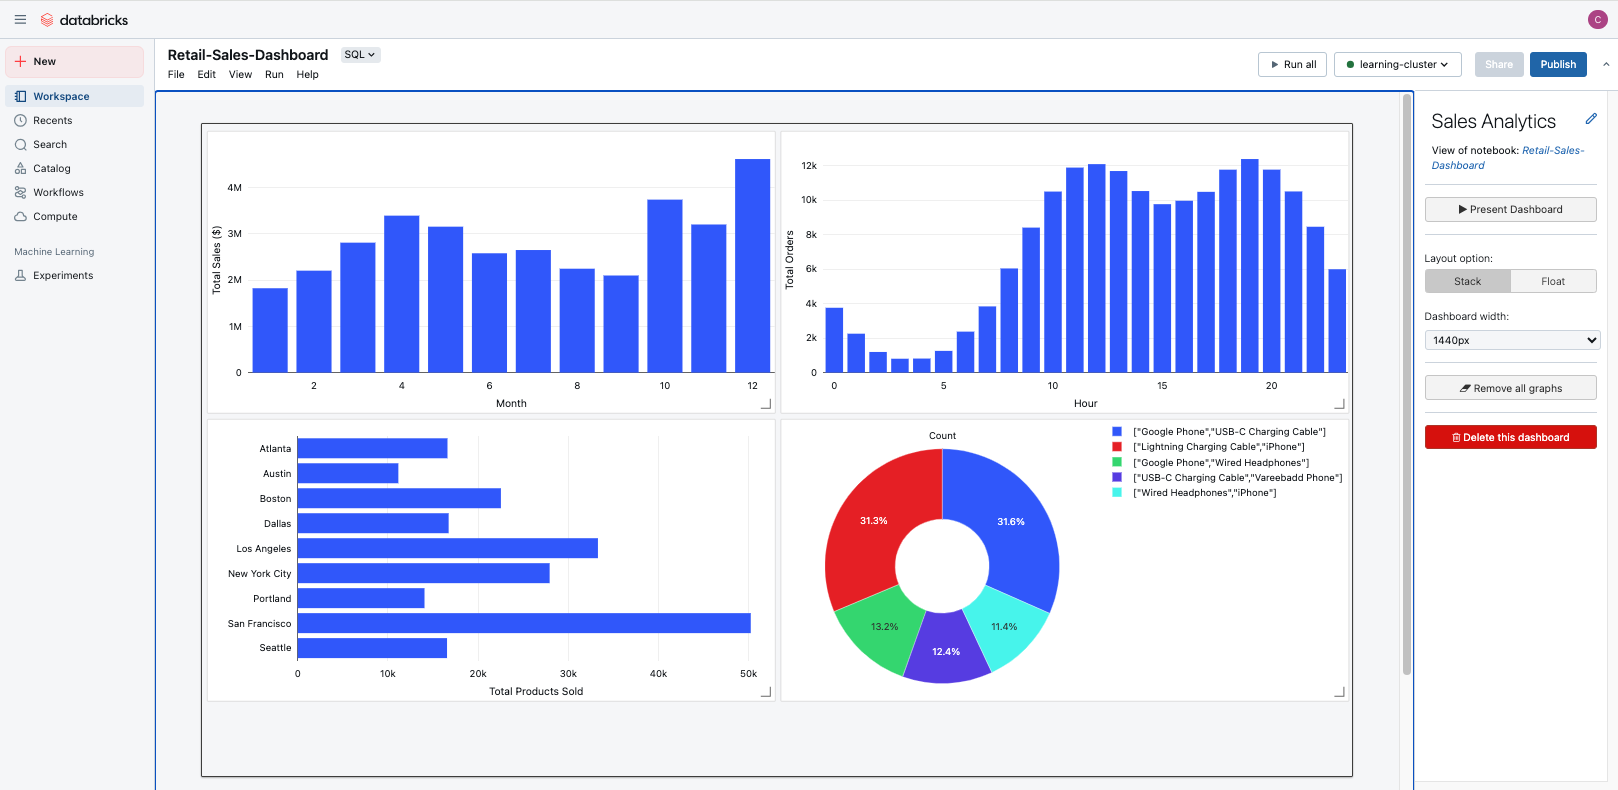 databricks
C
New
Workspace
Recents
Search
Catalog
Workflows
Compute
Machine Learning
Experiments
Retail-Sales-Dashboard SQL
File Edit View Run Help
Run all learning-cluster Share Publish
4M
3M
2M
1M
0
Total Sales ($)
2 4 6 8 10 12
Month
12k
10k
8k
6k
4k
2k
0
Total Orders
0 5 10 15 20
Hour
Atlanta
Austin
Boston
Dallas
Los Angeles
New York City
Portland
San Francisco
Seattle
0 10k 20k 30k 40k 50k
Total Products Sold
Count
31.3% 31.6%
13.2% 11.4%
12.4%
["Google Phone","USB-C Charging Cable"]
["Lightning Charging Cable","iPhone"]
["Google Phone","Wired Headphones"]
["USB-C Charging Cable","Vareebadd Phone"]
["Wired Headphones","iPhone"]
Sales Analytics
View of notebook: Retail-Sales-
Dashboard
Present Dashboard
Layout option:
Stack Float
Dashboard width:
1440px
Remove all graphs
Delete this dashboard